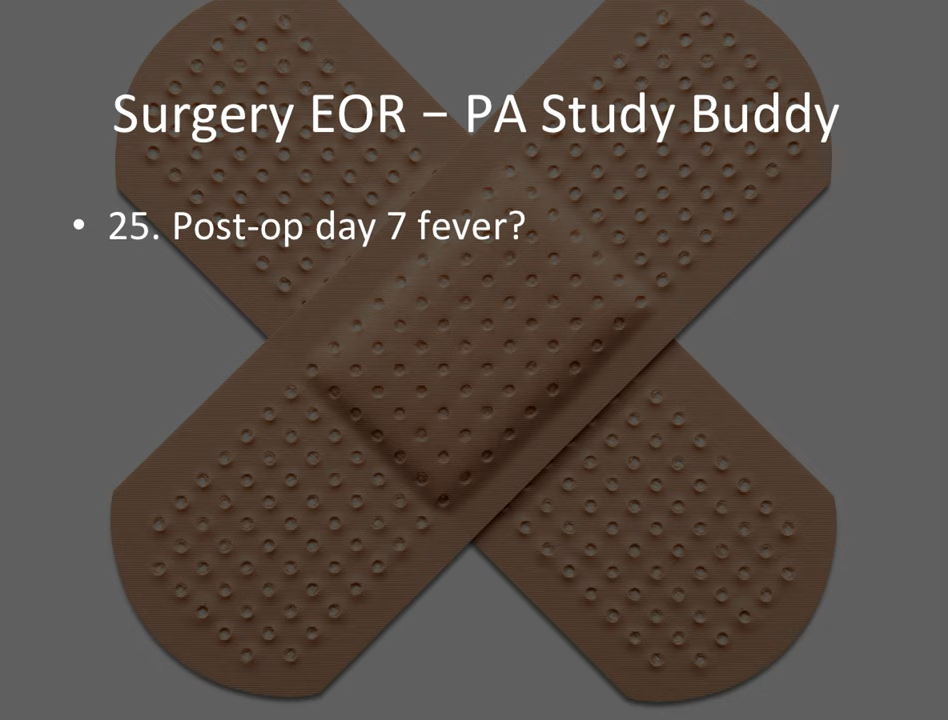 Surgery EOR – PA Study Buddy
• 25. Post-op day 7 fever?